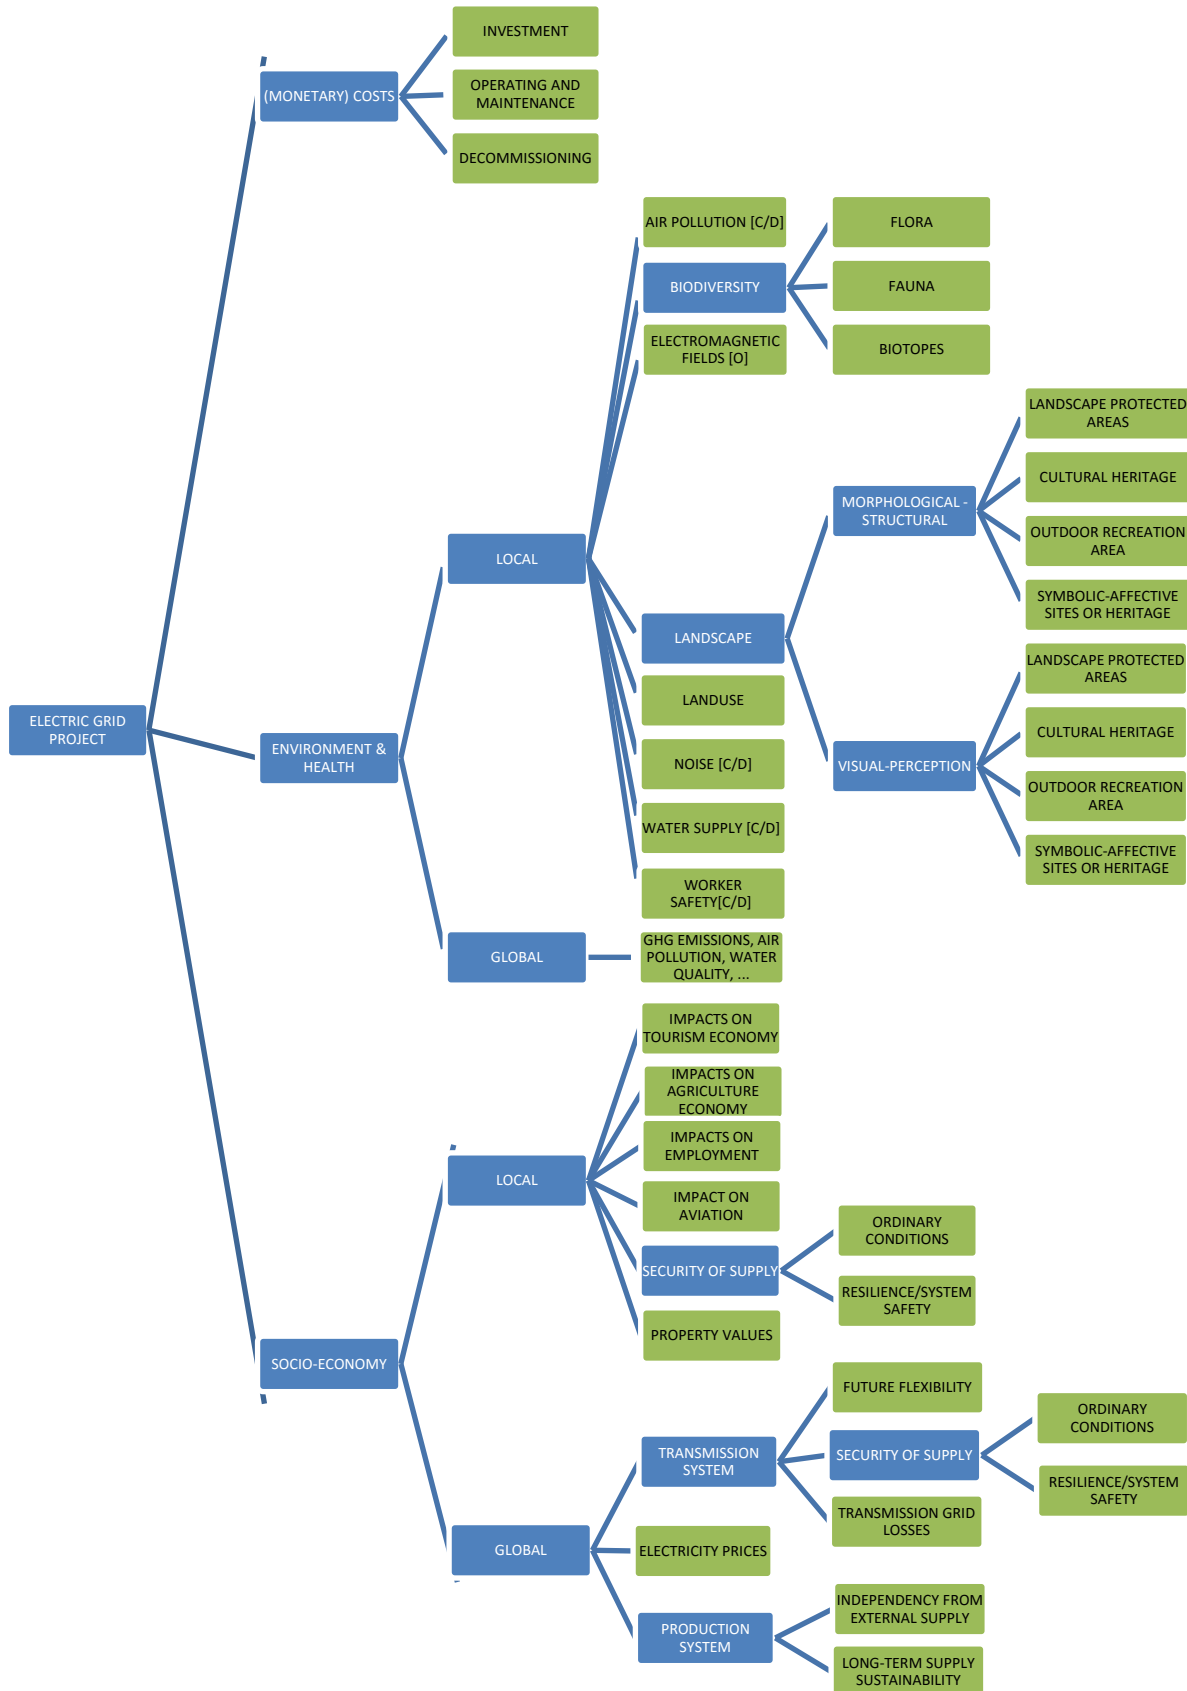 INVESTMENT
(MONETARY) COSTS
OPERATING AND
MAINTENANCE
DECOMMISSIONING
AIR POLLUTION [C/D]
FLORA
BIODIVERSITY
FAUNA
ELECTROMAGNETIC
FIELDS [O]
BIOTOPES
LANDSCAPE PROTECTED
AREAS
CULTURAL HERITAGE
MORPHOLOGICAL -
STRUCTURAL
OUTDOOR RECREATION
AREA
LOCAL
SYMBOLIC-AFFECTIVE
SITES OR HERITAGE
LANDSCAPE
LANDSCAPE PROTECTED
AREAS
LANDUSE
ELECTRIC GRID
PROJECT
CULTURAL HERITAGE
ENVIRONMENT &
HEALTH
NOISE [C/D]
VISUAL-PERCEPTION
OUTDOOR RECREATION
AREA
WATER SUPPLY [C/D]
SYMBOLIC-AFFECTIVE
SITES OR HERITAGE
WORKER
SAFETY[C/D]
GLOBAL
GHG EMISSIONS, AIR
POLLUTION, WATER
QUALITY, ...
IMPACTS ON
TOURISM ECONOMY
IMPACTS ON
AGRICULTURE
ECONOMY
IMPACTS ON
EMPLOYMENT
LOCAL
IMPACT ON
AVIATION
ORDINARY
CONDITIONS
SECURITY OF SUPPLY
RESILIENCE/SYSTEM
SAFETY
PROPERTY VALUES
SOCIO-ECONOMY
FUTURE FLEXIBILITY
ORDINARY
CONDITIONS
TRANSMISSION
SYSTEM
SECURITY OF SUPPLY
RESILIENCE/SYSTEM
SAFETY
TRANSMISSION GRID
LOSSES
GLOBAL
ELECTRICITY PRICES
INDEPENDENCY FROM
EXTERNAL SUPPLY
PRODUCTION
SYSTEM
LONG-TERM SUPPLY
SUSTAINABILITY